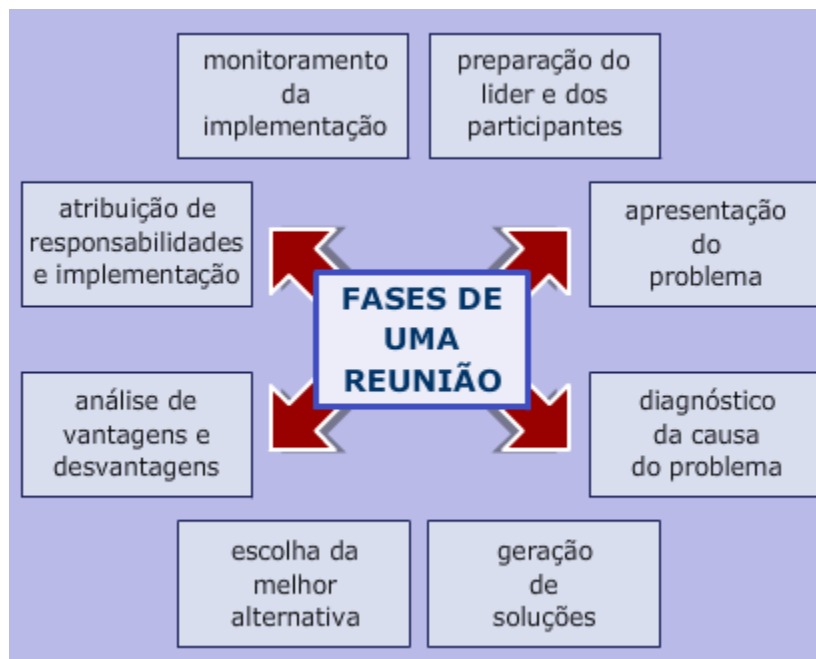 monitoramento
da
implementação
preparação do
lider e dos
participantes
atribuição de
responsabilidades
e implementação
apresentação
do
problema
FASES DE
UMA
REUNIÃO
análise de
vantagens e
desvantagens
diagnóstico
da causa
do problema
escolha da
melhor
alternativa
geração
de
soluções